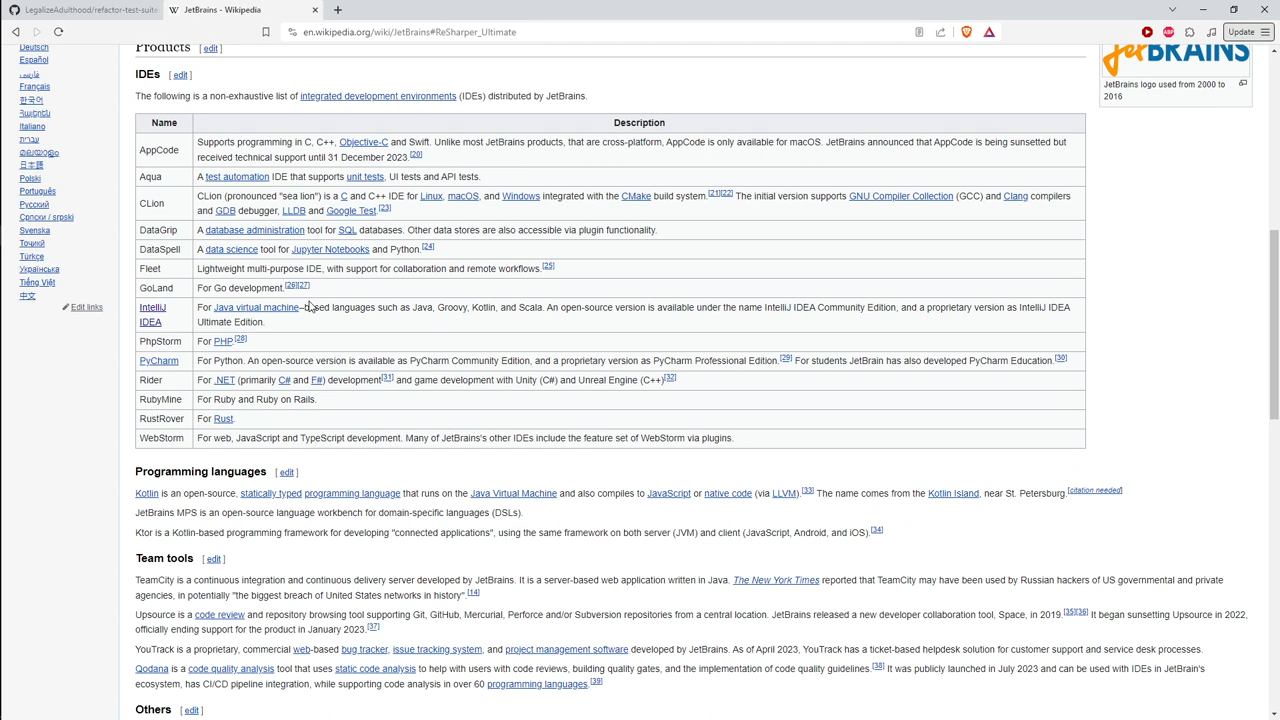 LegalizeAdulthood/refactor-test-suite
JetBrains - Wikipedia
en.wikipedia.org/wiki/JetBrains#ReSharper_Ultimate
Update
Deutsch
Español
فارسی
Français
한국어
Հայերեն
Italiano
עברית
മലയാളം
日本語
Polski
Português
Русский
Српски / srpski
Svenska
Тоҷикӣ
Türkçe
Українська
Tiếng Việt
中文
Edit links
Products [ edit ]
JETBRAINS
JetBrains logo used from 2000 to
2016
IDEs [ edit ]
The following is a non-exhaustive list of integrated development environments (IDEs) distributed by JetBrains.
Name Description
AppCode Supports programming in C, C++, Objective-C and Swift. Unlike most JetBrains products, that are cross-platform, AppCode is only available for macOS. JetBrains announced that AppCode is being sunsetted but
received technical support until 31 December 2023.[20]
Aqua A test automation IDE that supports unit tests, UI tests and API tests.
CLion CLion (pronounced "sea lion") is a C and C++ IDE for Linux, macOS, and Windows integrated with the CMake build system.[21][22] The initial version supports GNU Compiler Collection (GCC) and Clang compilers
and GDB debugger, LLDB and Google Test.[23]
DataGrip A database administration tool for SQL databases. Other data stores are also accessible via plugin functionality.
DataSpell A data science tool for Jupyter Notebooks and Python.[24]
Fleet Lightweight multi-purpose IDE, with support for collaboration and remote workflows.[25]
GoLand For Go development.[26][27]
IntelliJ
IDEA For Java virtual machine–based languages such as Java, Groovy, Kotlin, and Scala. An open-source version is available under the name IntelliJ IDEA Community Edition, and a proprietary version as IntelliJ IDEA
Ultimate Edition.
PhpStorm For PHP.[28]
PyCharm For Python. An open-source version is available as PyCharm Community Edition, and a proprietary version as PyCharm Professional Edition.[29] For students JetBrain has also developed PyCharm Education.[30]
Rider For .NET (primarily C# and F#) development[31] and game development with Unity (C#) and Unreal Engine (C++)[32]
RubyMine For Ruby and Ruby on Rails.
RustRover For Rust.
WebStorm For web, JavaScript and TypeScript development. Many of JetBrains's other IDEs include the feature set of WebStorm via plugins.
Programming languages [ edit ]
Kotlin is an open-source, statically typed programming language that runs on the Java Virtual Machine and also compiles to JavaScript or native code (via LLVM).[33] The name comes from the Kotlin Island, near St. Petersburg.[citation needed]
JetBrains MPS is an open-source language workbench for domain-specific languages (DSLs).
Ktor is a Kotlin-based programming framework for developing "connected applications", using the same framework on both server (JVM) and client (JavaScript, Android, and iOS).[34]
Team tools [ edit ]
TeamCity is a continuous integration and continuous delivery server developed by JetBrains. It is a server-based web application written in Java. The New York Times reported that TeamCity may have been used by Russian hackers of US governmental and private
agencies, in potentially "the biggest breach of United States networks in history".[14]
Upsource is a code review and repository browsing tool supporting Git, GitHub, Mercurial, Perforce and/or Subversion repositories from a central location. JetBrains released a new developer collaboration tool, Space, in 2019.[35][36] It began sunsetting Upsource in 2022,
officially ending support for the product in January 2023.[37]
YouTrack is a proprietary, commercial web-based bug tracker, issue tracking system, and project management software developed by JetBrains. As of April 2023, YouTrack has a ticket-based helpdesk solution for customer support and service desk processes.
Qodana is a code quality analysis tool that uses static code analysis to help with users with code reviews, building quality gates, and the implementation of code quality guidelines.[38] It was publicly launched in July 2023 and can be used with IDEs in JetBrain's
ecosystem, has CI/CD pipeline integration, while supporting code analysis in over 60 programming languages.[39]
Others [ edit ]